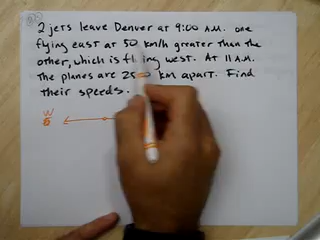 2 jets leave Denver at 9:00 A.M. one
flying east at 50 km/h greater than the
other, which is flying west. At 11 A.M.
the planes are 2500 km apart. Find
their speeds.
W